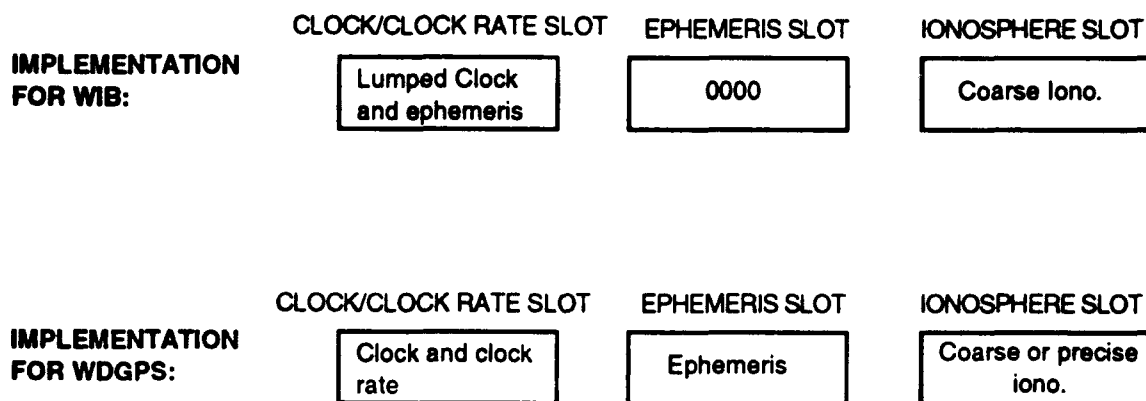 CLOCK/CLOCK RATE SLOT EPHEMERIS SLOT IONOSPHERE SLOT
IMPLEMENTATION
FOR WIB:
Lumped Clock
and ephemeris
0000
Coarse Iono.
CLOCK/CLOCK RATE SLOT EPHEMERIS SLOT IONOSPHERE SLOT
IMPLEMENTATION
FOR WDGPS:
Clock and clock
rate
Ephemeris
Coarse or precise
iono.